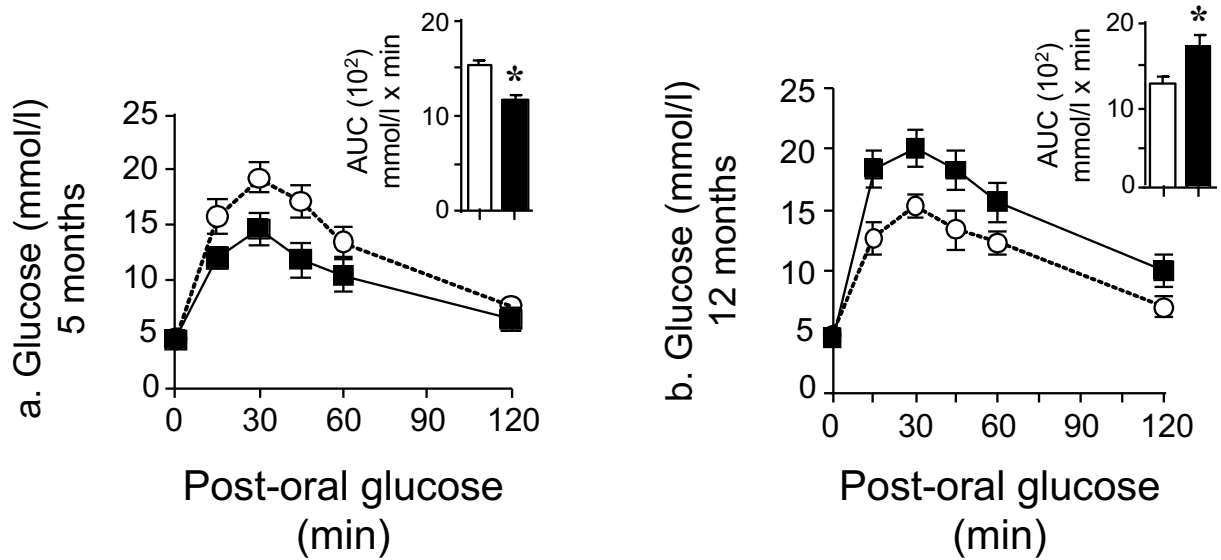 a. Glucose (mmol/l)
5 months
25
20
15
10
5
0
0 30 60 90 120
Post-oral glucose
(min)
AUC (10²)
mmol/l x min
20
10
0
*
b. Glucose (mmol/l)
12 months
25
20
15
10
5
0
0 30 60 90 120
Post-oral glucose
(min)
AUC (10²)
mmol/l x min
20
10
0
*